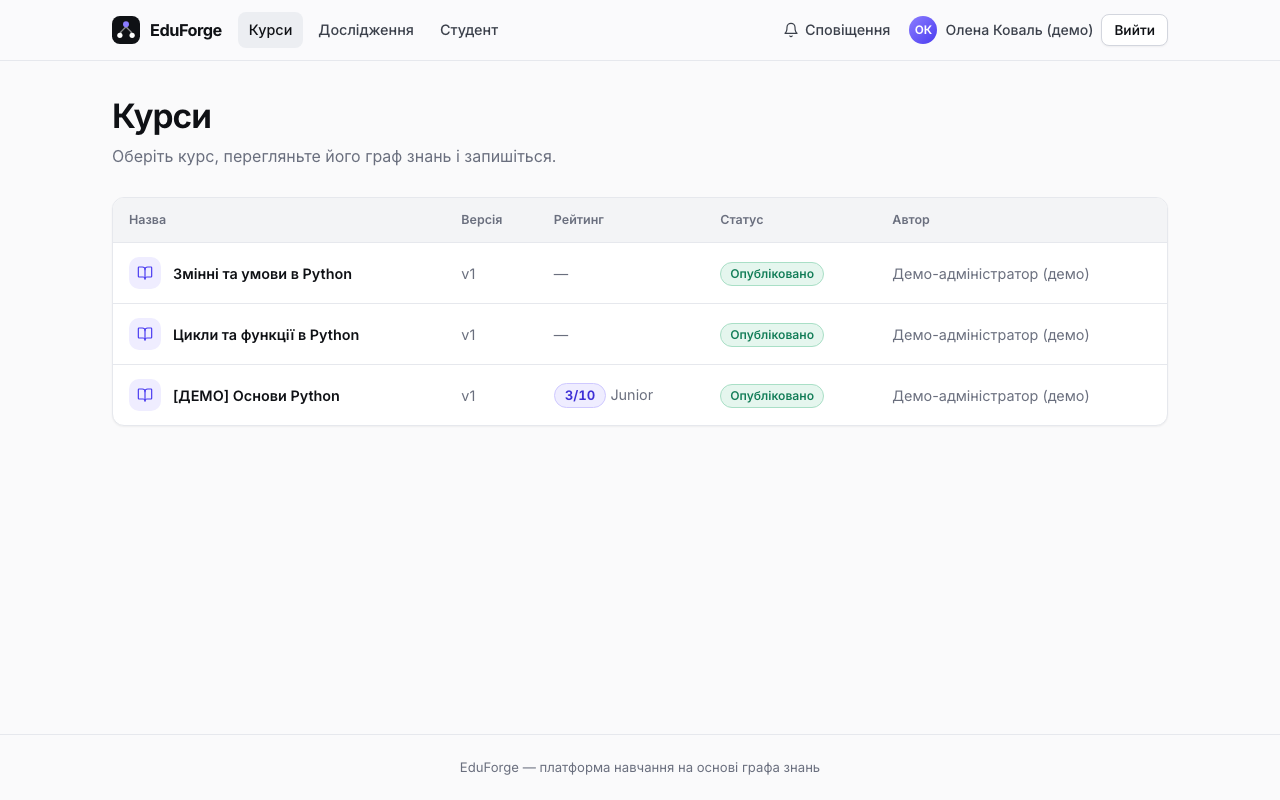 EduForge Курси Дослідження Студент Сповіщення ОК Олена Коваль (демо) Вийти
Курси
Оберіть курс, перегляньте його граф знань і запишіться.
Назва Версія Рейтинг Статус Автор
Змінні та умови в Python v1 — Опубліковано Демо-адміністратор (демо)
Цикли та функції в Python v1 — Опубліковано Демо-адміністратор (демо)
[ДЕМО] Основи Python v1 3/10 Junior Опубліковано Демо-адміністратор (демо)
EduForge — платформа навчання на основі графа знань